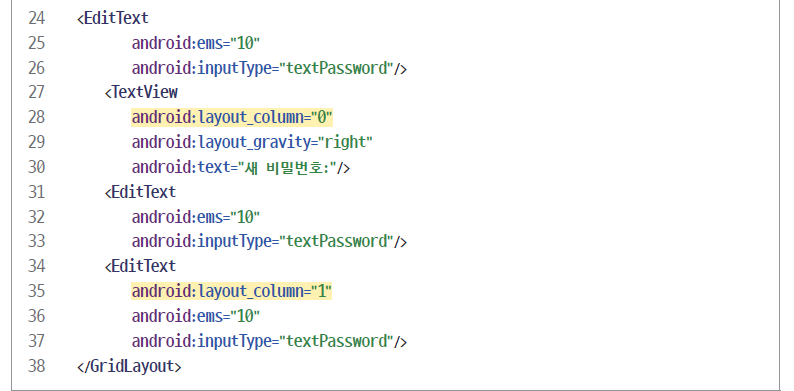 24 <EditText
25 android:ems="10"
26 android:inputType="textPassword"/>
27 <TextView
28 android:layout_column="0"
29 android:layout_gravity="right"
30 android:text="새 비밀번호:"/>
31 <EditText
32 android:ems="10"
33 android:inputType="textPassword"/>
34 <EditText
35 android:layout_column="1"
36 android:ems="10"
37 android:inputType="textPassword"/>
38 </GridLayout>